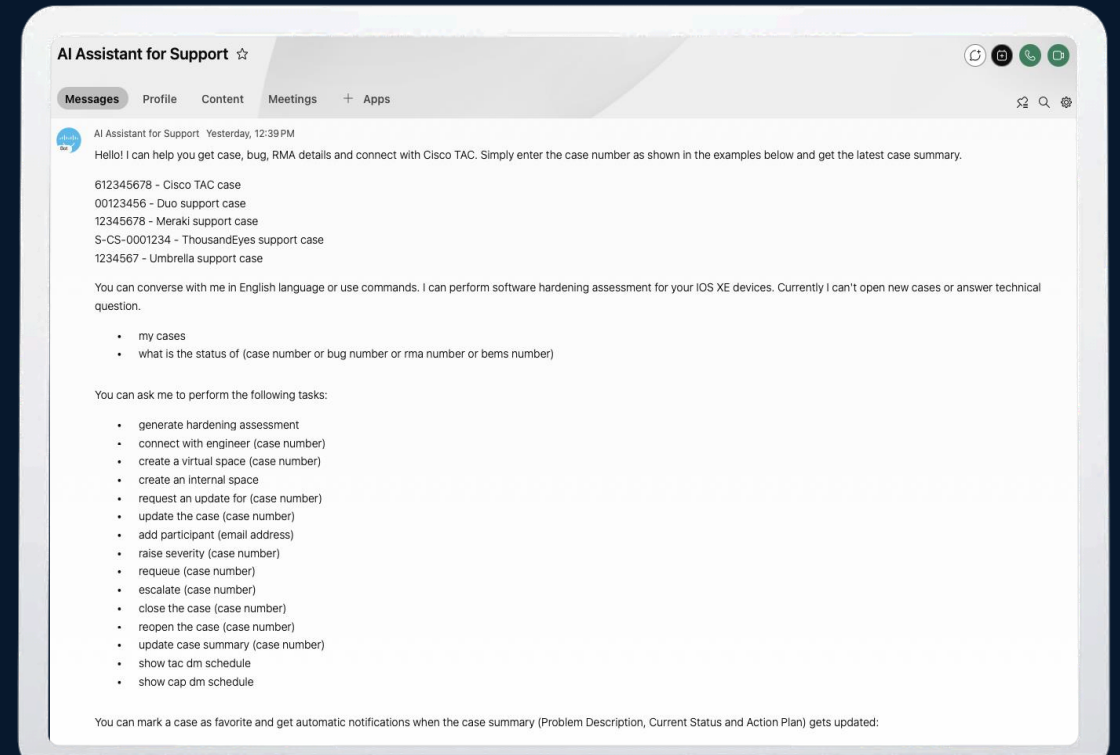 AI Assistant for Support
Messages Profile Content Meetings + Apps
AI Assistant for Support Yesterday, 12:39 PM
Hello! I can help you get case, bug, RMA details and connect with Cisco TAC. Simply enter the case number as shown in the examples below and get the latest case summary.
612345678 - Cisco TAC case
00123456 - Duo support case
12345678 - Meraki support case
S-CS-0001234 - ThousandEyes support case
1234567 - Umbrella support case
You can converse with me in English language or use commands. I can perform software hardening assessment for your IOS XE devices. Currently I can't open new cases or answer technical
question.
• my cases
• what is the status of (case number or bug number or rma number or bems number)
You can ask me to perform the following tasks:
• generate hardening assessment
• connect with engineer (case number)
• create a virtual space (case number)
• create an internal space
• request an update for (case number)
• update the case (case number)
• add participant (email address)
• raise severity (case number)
• requeue (case number)
• escalate (case number)
• close the case (case number)
• reopen the case (case number)
• update case summary (case number)
• show tac dm schedule
• show cap dm schedule
You can mark a case as favorite and get automatic notifications when the case summary (Problem Description, Current Status and Action Plan) gets updated: